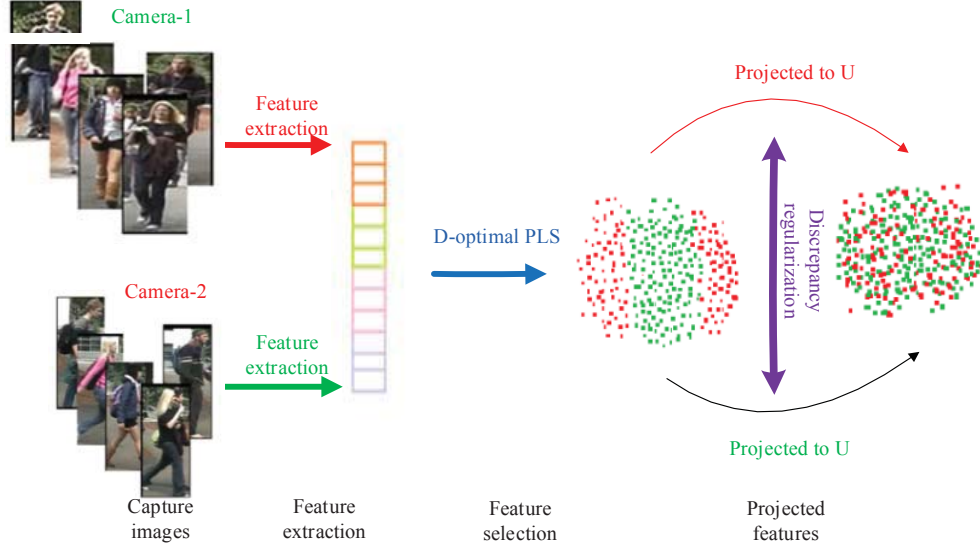 Camera-1
Projected to U
Feature
extraction
D-optimal PLS
Discrepancy
regularization
Camera-2
Feature
extraction
Projected to U
Capture
images
Feature
extraction
Feature
selection
Projected
features